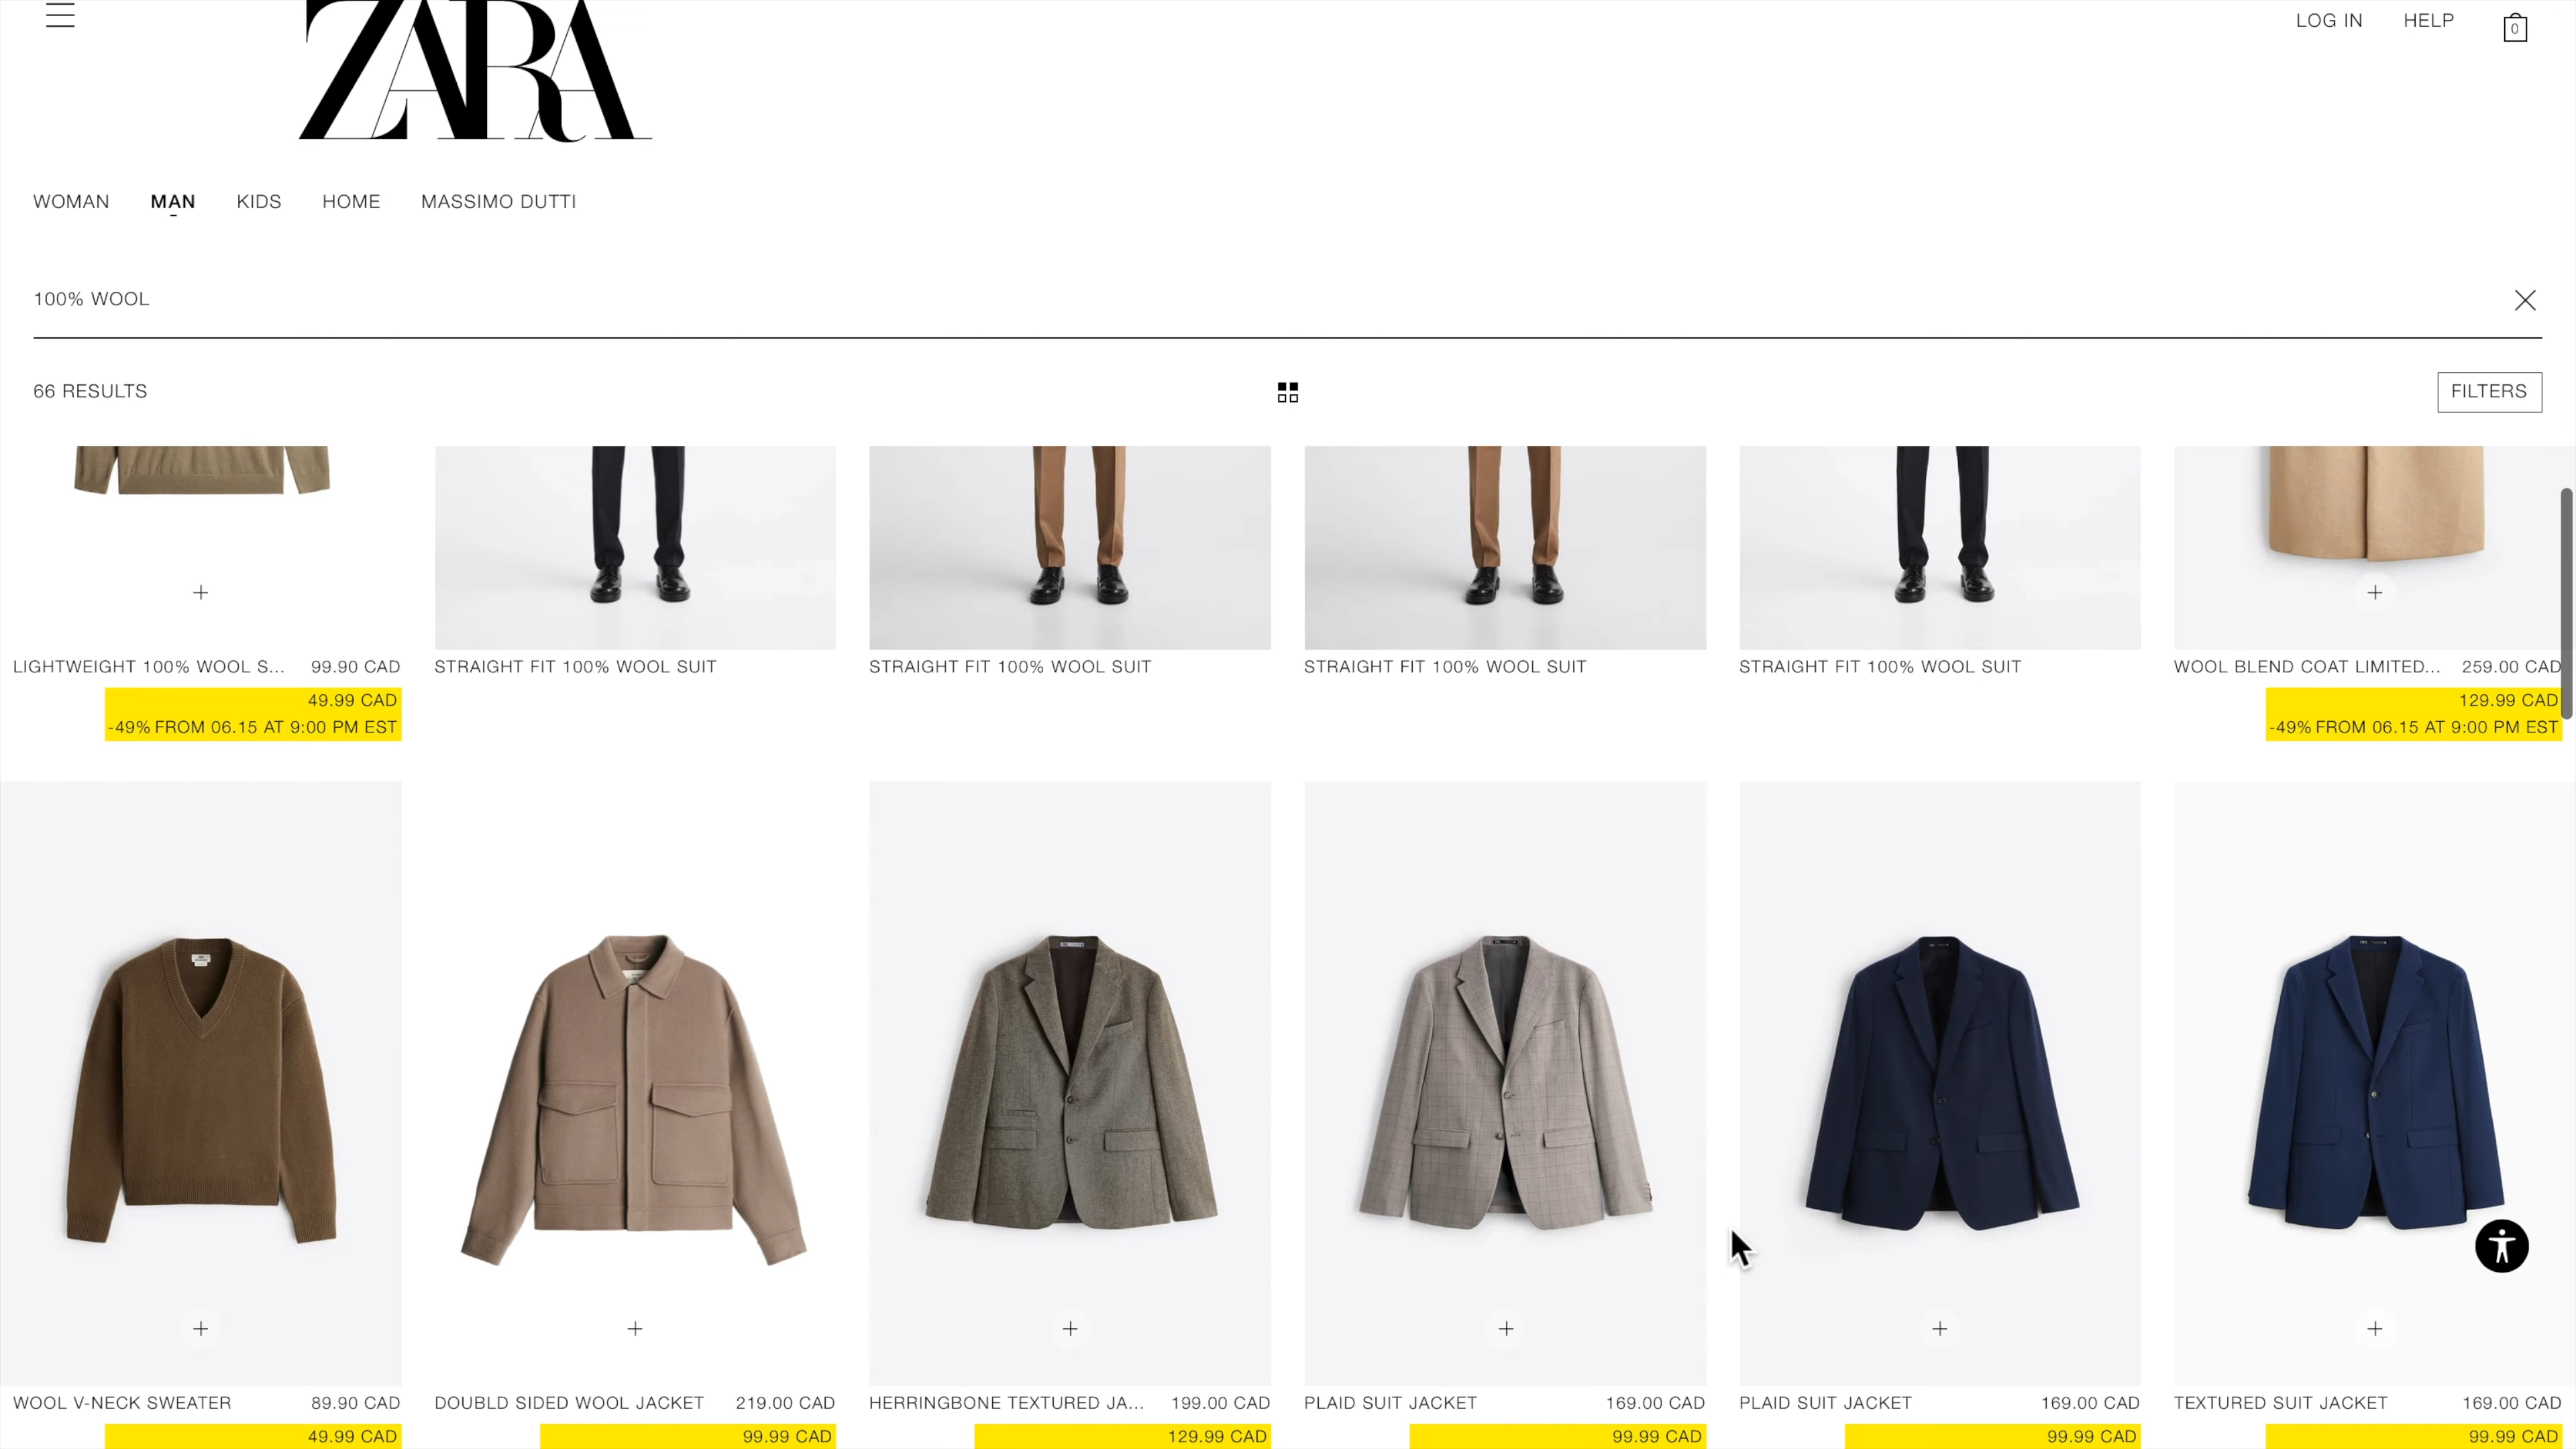 ZARA
LOG IN
HELP
0
WOMAN
MAN
KIDS
HOME
MASSIMO DUTTI
100% WOOL
66 RESULTS
FILTERS
LIGHTWEIGHT 100% WOOL S... 99.90 CAD
49.99 CAD
-49% FROM 06.15 AT 9:00 PM EST
STRAIGHT FIT 100% WOOL SUIT
STRAIGHT FIT 100% WOOL SUIT
STRAIGHT FIT 100% WOOL SUIT
STRAIGHT FIT 100% WOOL SUIT
WOOL BLEND COAT LIMITED... 259.00 CAD
129.99 CAD
-49% FROM 06.15 AT 9:00 PM EST
WOOL V-NECK SWEATER 89.90 CAD
49.99 CAD
DOUBLD SIDED WOOL JACKET 219.00 CAD
99.99 CAD
HERRINGBONE TEXTURED JA... 199.00 CAD
129.99 CAD
PLAID SUIT JACKET 169.00 CAD
99.99 CAD
PLAID SUIT JACKET 169.00 CAD
99.99 CAD
TEXTURED SUIT JACKET 169.00 CAD
99.99 CAD